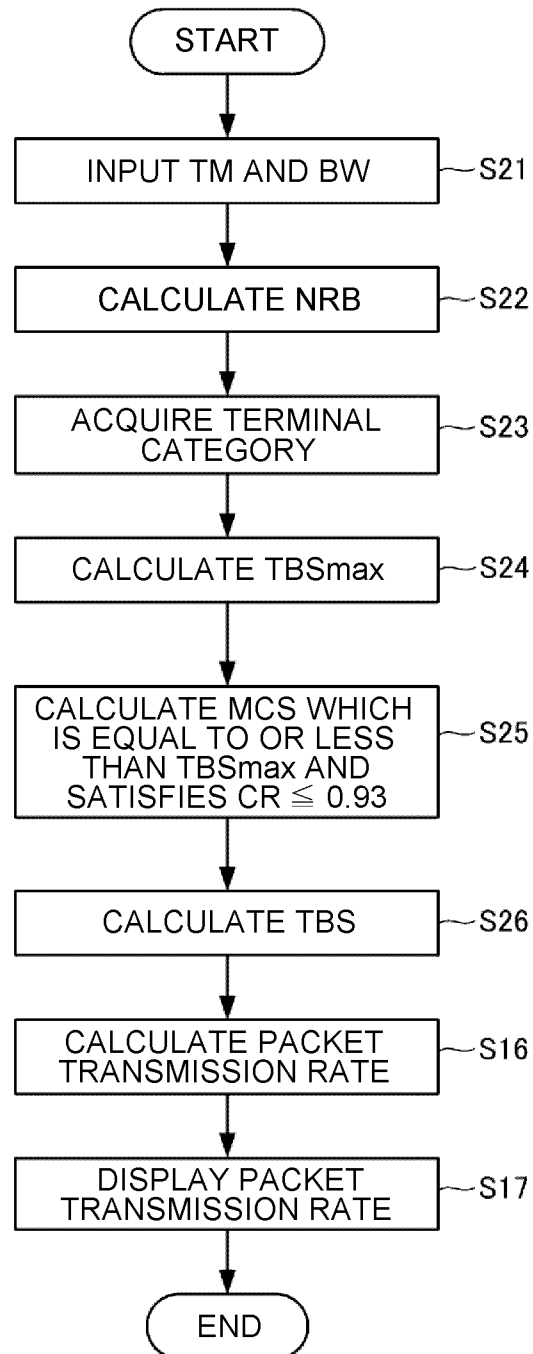 START
INPUT TM AND BW
S21
CALCULATE NRB
S22
ACQUIRE TERMINAL
CATEGORY
S23
CALCULATE TBSmax
S24
CALCULATE MCS WHICH
IS EQUAL TO OR LESS
THAN TBSmax AND
SATISFIES CR ≦ 0.93
S25
CALCULATE TBS
S26
CALCULATE PACKET
TRANSMISSION RATE
S16
DISPLAY PACKET
TRANSMISSION RATE
S17
END